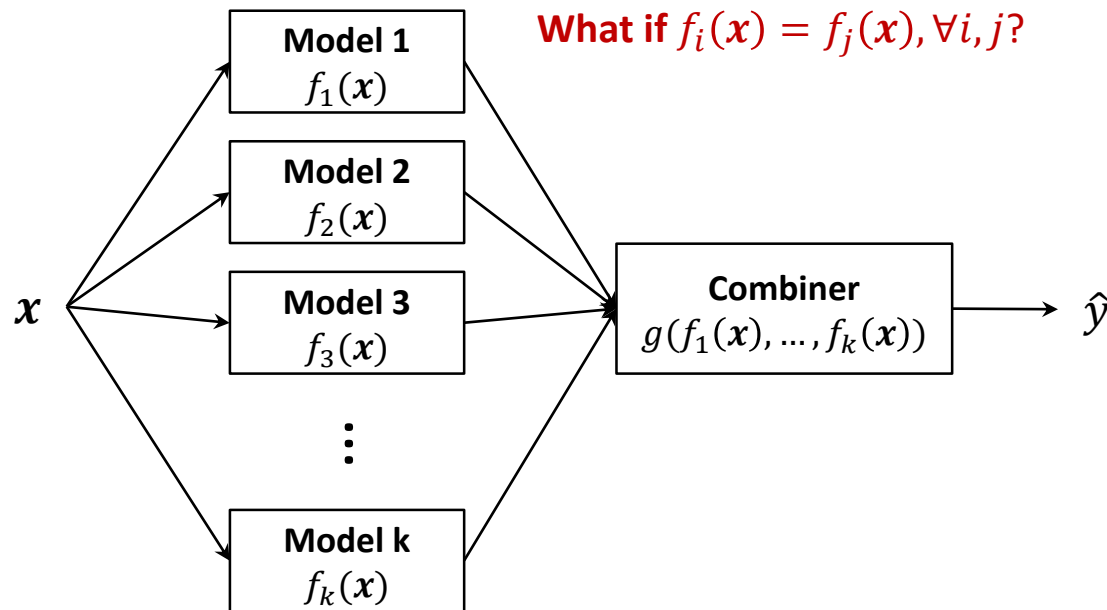 What if fᵢ(𝒙) = fⱼ(𝒙), ∀i, j?
Model 1
f₁(𝒙)
Model 2
f₂(𝒙)
Model 3
f₃(𝒙)
⋮
Model k
fₖ(𝒙)
𝒙
Combiner
g(f₁(𝒙), …, fₖ(𝒙))
ŷ